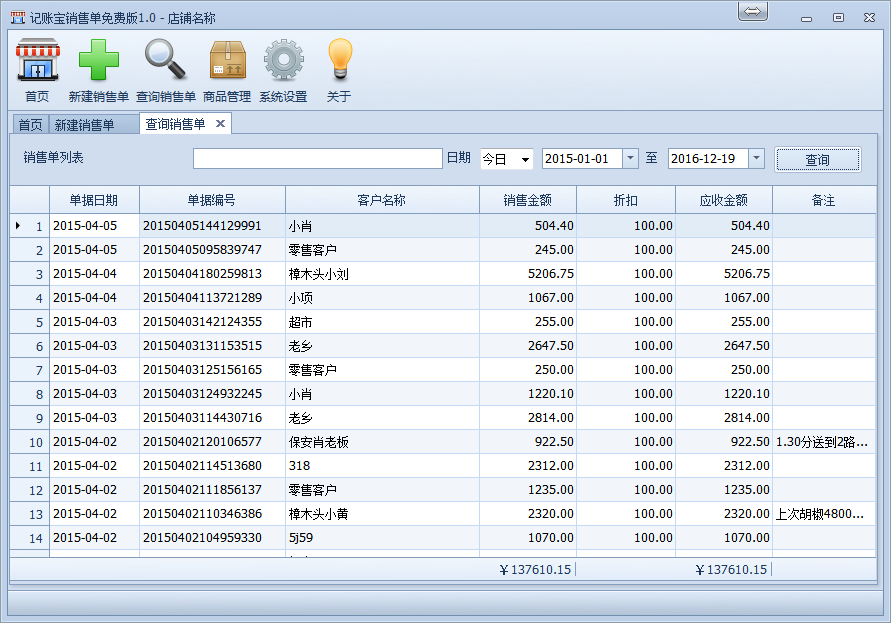 记账宝销售单免费版1.0 - 店铺名称
首页 新建销售单 查询销售单 商品管理 系统设置 关于
首页 新建销售单 查询销售单
销售单列表 日期 今日 2015-01-01 至 2016-12-19 查询
单据日期 单据编号 客户名称 销售金额 折扣 应收金额 备注
1 2015-04-05 20150405144129991 小肖 504.40 100.00 504.40
2 2015-04-05 20150405095839747 零售客户 245.00 100.00 245.00
3 2015-04-04 20150404180259813 樟木头小刘 5206.75 100.00 5206.75
4 2015-04-04 20150404113721289 小项 1067.00 100.00 1067.00
5 2015-04-03 20150403142124355 超市 255.00 100.00 255.00
6 2015-04-03 20150403131153515 老乡 2647.50 100.00 2647.50
7 2015-04-03 20150403125156165 零售客户 250.00 100.00 250.00
8 2015-04-03 20150403124932245 小肖 1220.10 100.00 1220.10
9 2015-04-03 20150403114430716 老乡 2814.00 100.00 2814.00
10 2015-04-02 20150402120106577 保安肖老板 922.50 100.00 922.50 1.30分送到2路...
11 2015-04-02 20150402114513680 318 2312.00 100.00 2312.00
12 2015-04-02 20150402111856137 零售客户 1235.00 100.00 1235.00
13 2015-04-02 20150402110346386 樟木头小黄 2320.00 100.00 2320.00 上次胡椒4800...
14 2015-04-02 20150402104959330 5j59 1070.00 100.00 1070.00
￥137610.15 ￥137610.15